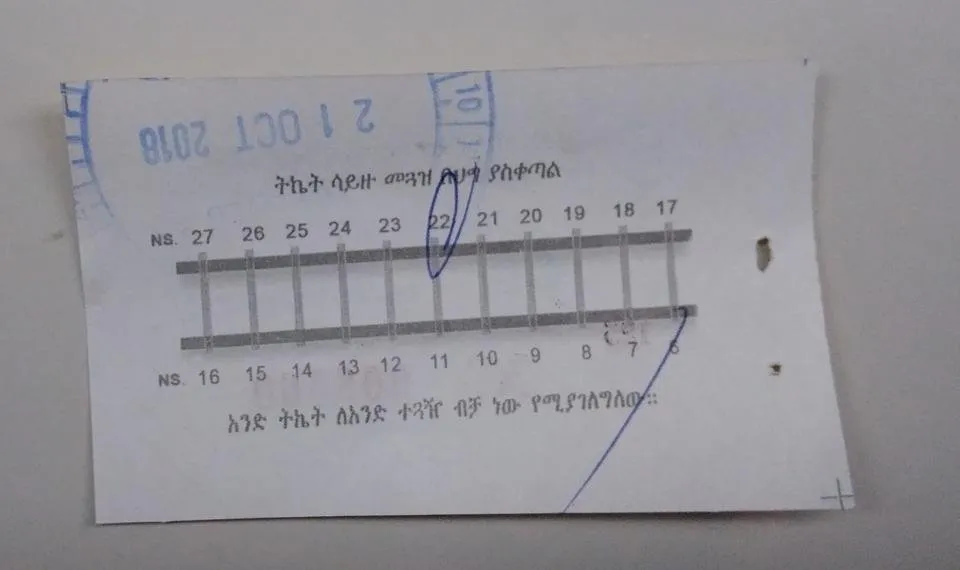 21 OCT 2018
10
ትኬት ሳይዙ መጓዝ በህግ ያስቀጣል
NS. 27 26 25 24 23 22 21 20 19 18 17
NS. 16 15 14 13 12 11 10 9 8 7 6
አንድ ትኬት ለአንድ ተጓዥ ብቻ ነው የሚያገለግለው።